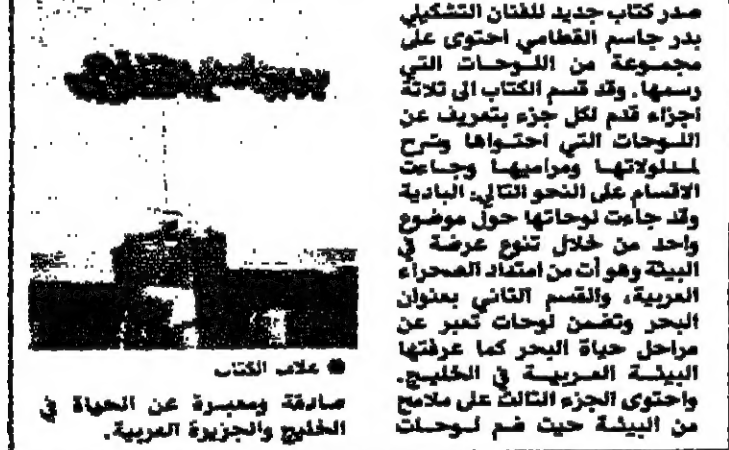 صدر كتاب جديد للفنان التشكيلي
بدر جاسم القطامي احتوى على
مجموعة من اللوحات التي
رسمها. وقد قسم الكتاب الى ثلاثة
اجزاء قدم لكل جزء بتعريف عن
اللوحات التي احتواها وشرح
لمدلولاتها ومراميها وجاءت
الاقسام على النحو التالي: البادية
وقد جاءت لوحاتها حول موضوع
واحد من خلال تنوع عرضة في
البيئة وهو أت من امتداد الصحراء
العربية، والقسم الثاني بعنوان
البحر وتضمن لوحات تعبر عن
مراحل حياة البحر كما عرفتها
البيئة العربية في الخليج.
واحتوى الجزء الثالث على ملامح
من البيئة حيث ضم لوحات
صادقة ومعبرة عن الحياة في
الخليج والجزيرة العربية.
● غلاف الكتاب